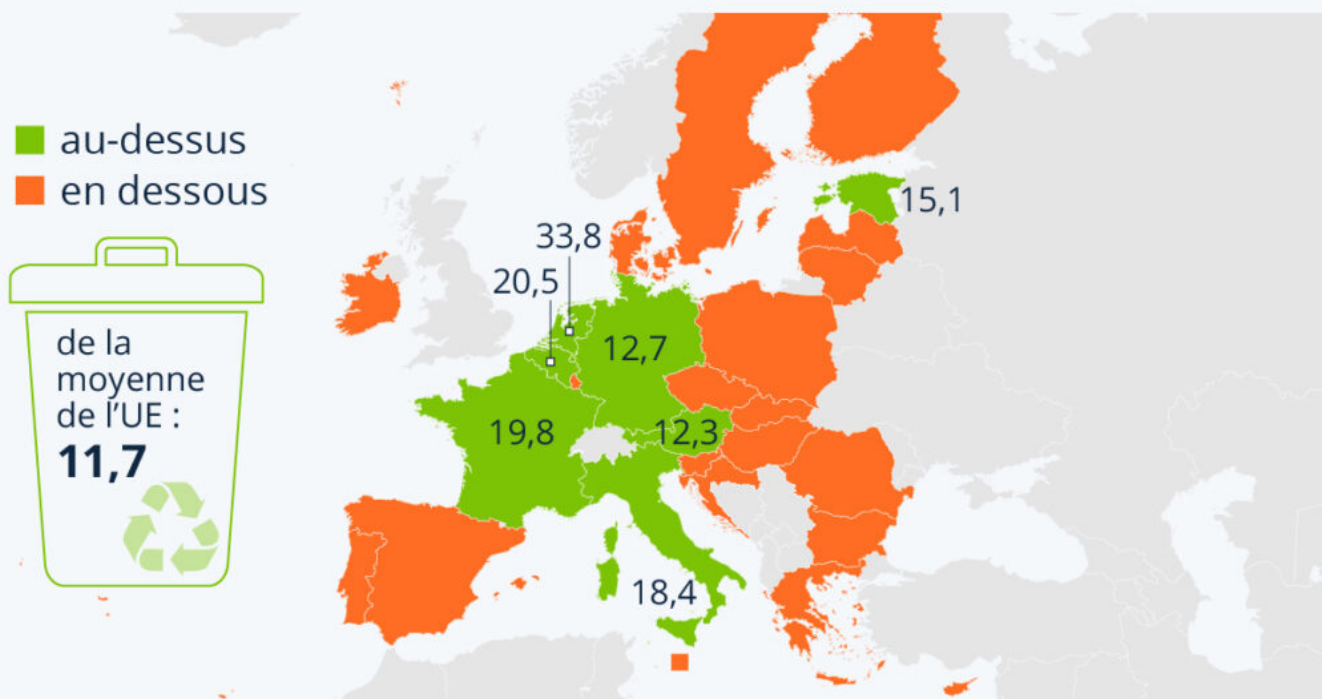 au-dessus
en dessous
de la
moyenne
de l’UE :
11,7
33,8
20,5
15,1
12,7
19,8
12,3
18,4